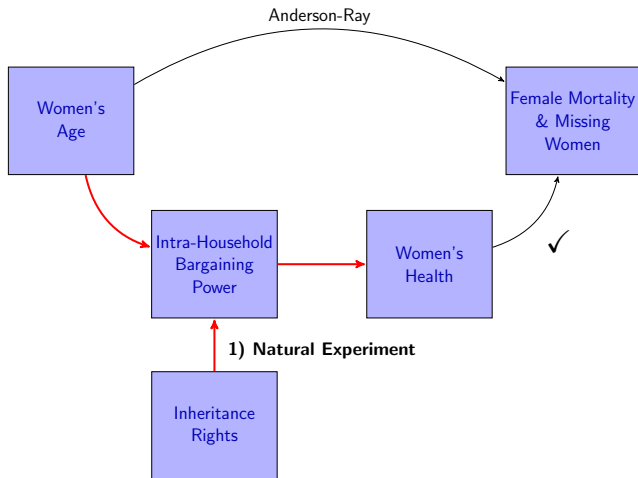 Anderson-Ray
Women's
Age
Female Mortality
& Missing
Women
Intra-Household
Bargaining
Power
Women's
Health
✓
1) Natural Experiment
Inheritance
Rights